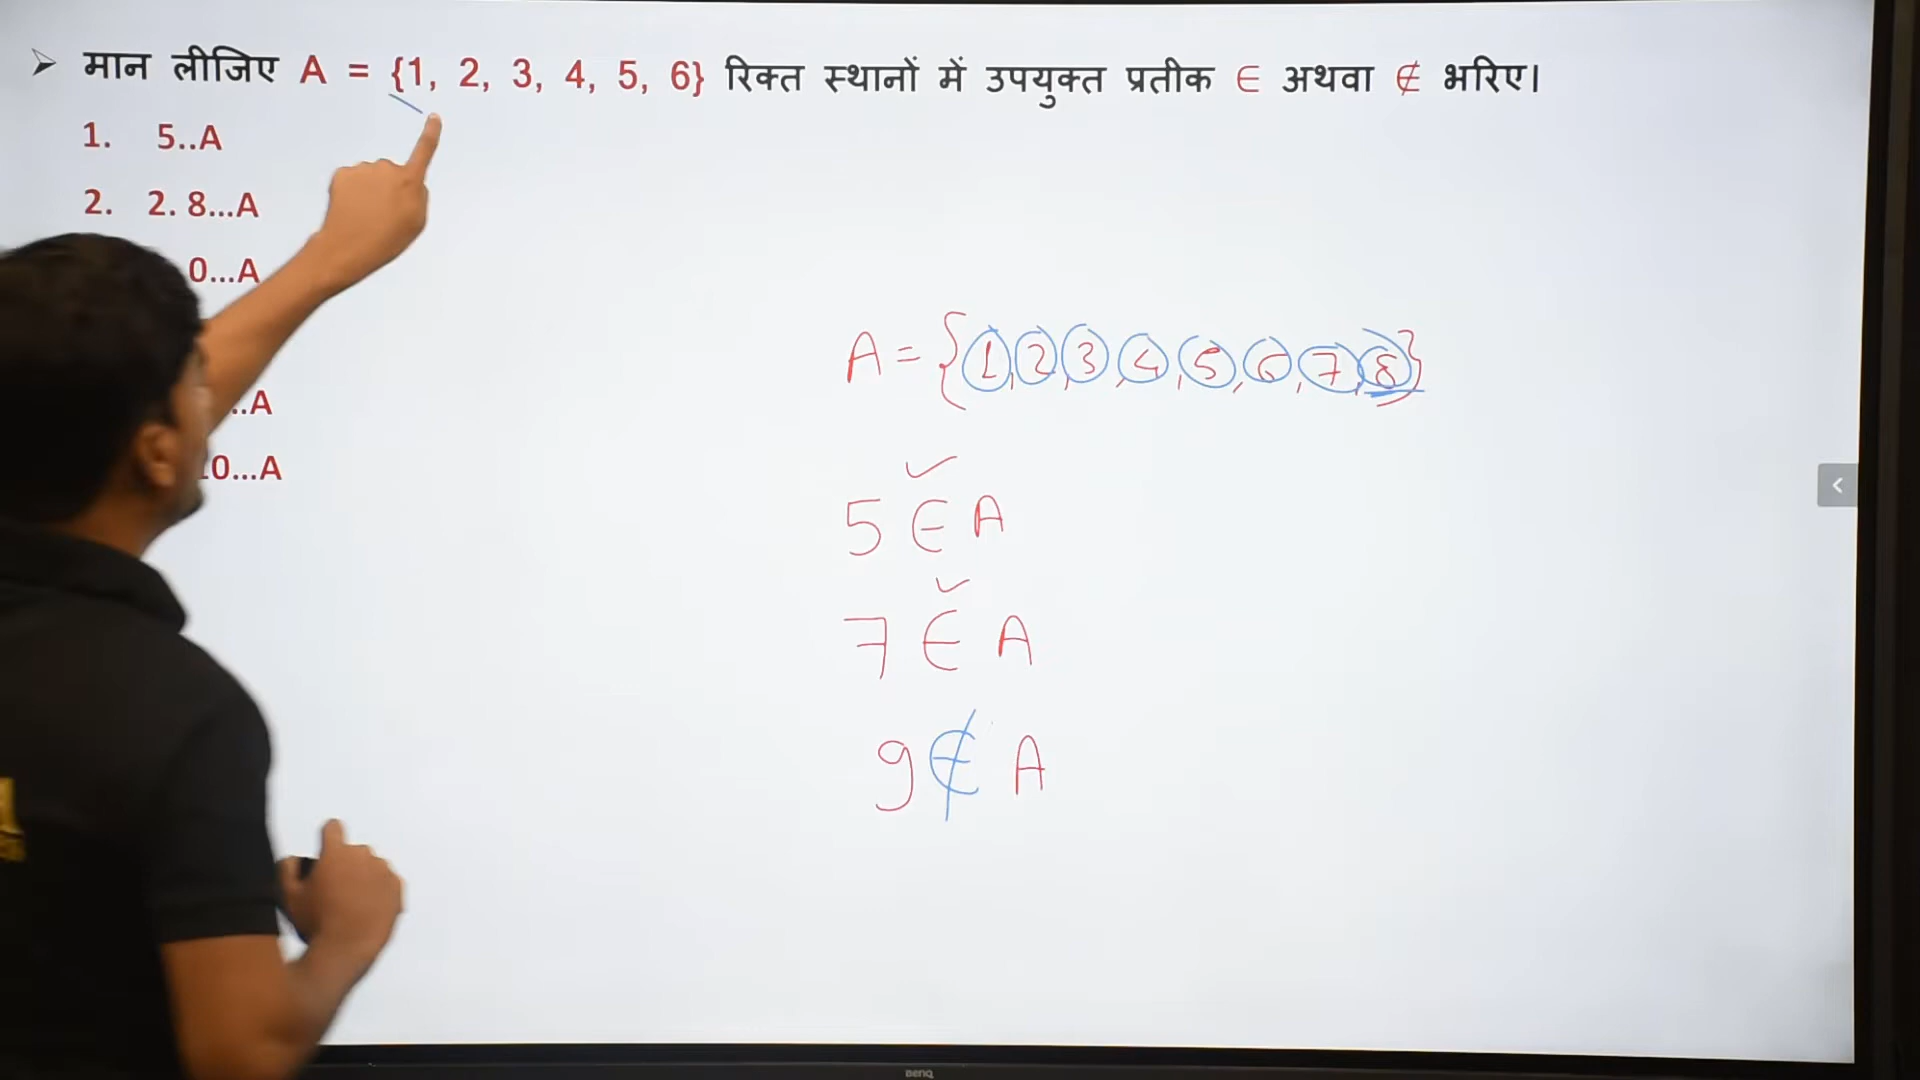 ➤ मान लीजिए A = {1, 2, 3, 4, 5, 6} रिक्त स्थानों में उपयुक्त प्रतीक ∈ अथवा ∉ भरिए।
1. 5..A
2. 2. 8...A
0...A
..A
0...A
A = {1, 2, 3, 4, 5, 6, 7, 8}
5 ∈ A
7 ∈ A
9 ∉ A
BenQ